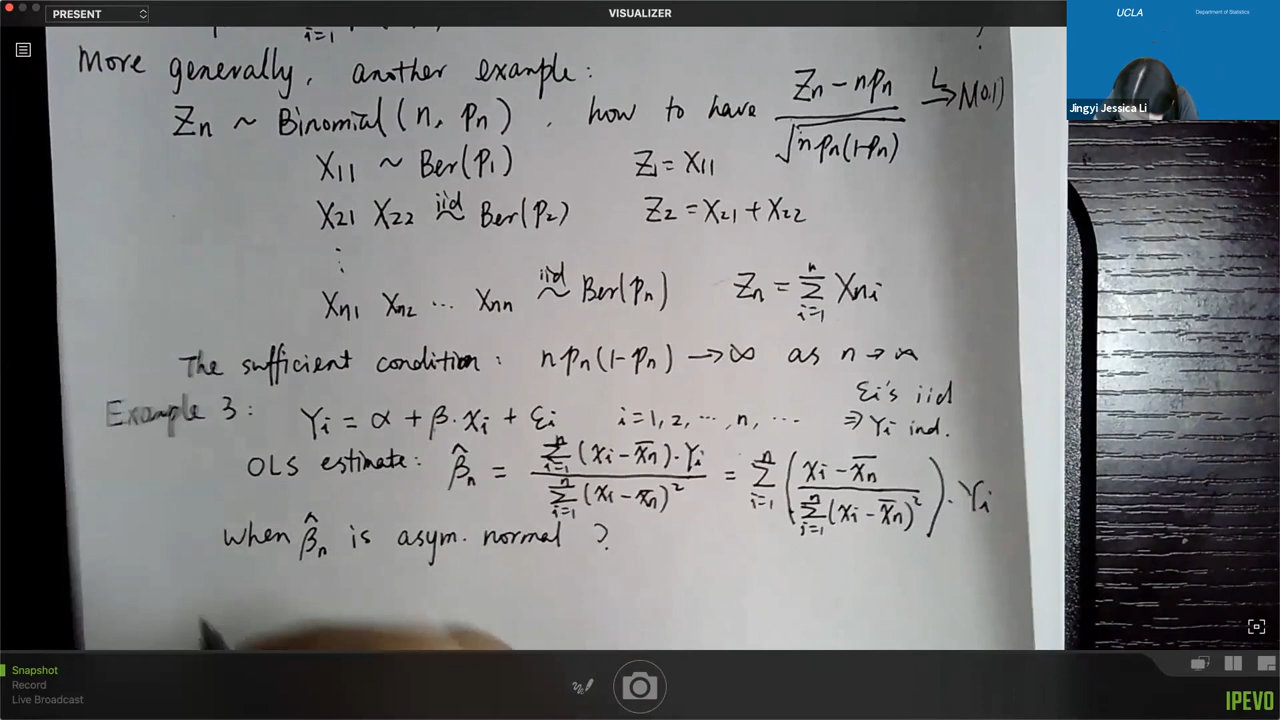 PRESENT
VISUALIZER
UCLA
Department of Statistics
Jingyi Jessica Li
i=1
?
More generally, another example:
Zn ~ Binomial (n, pn), how to have (Zn - npn) / √(npn(1-pn)) →L N(0,1)
X11 ~ Ber(p1) Z1 = X11
X21 X22 iid~ Ber(p2) Z2 = X21 + X22
⋮
Xn1 Xn2 ... Xnn iid~ Ber(pn) Zn = Σ_{i=1}^{n} Xni
The sufficient condition: npn(1-pn) → ∞ as n → ∞
Example 3: Yi = α + β·xi + εi i=1, 2, ..., n, ... εi's iid
⇒ Yi ind.
OLS estimate: β̂n = Σ_{i=1}^{n} (xi - x̄n)·Yi / Σ_{i=1}^{n} (xi - x̄n)² = Σ_{i=1}^{n} ( (xi - x̄n) / Σ_{i=1}^{n} (xi - x̄n)² )·Yi
when β̂n is asym. normal ?
Snapshot
Record
Live Broadcast
IPEVO